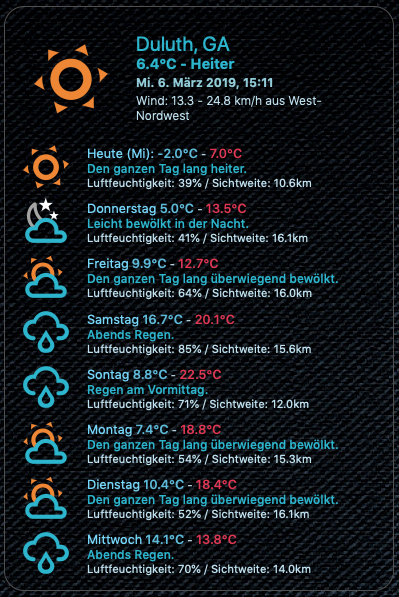 Duluth, GA
6.4°C - Heiter
Mi. 6. März 2019, 15:11
Wind: 13.3 - 24.8 km/h aus West-
Nordwest
Heute (Mi): -2.0°C - 7.0°C
Den ganzen Tag lang heiter.
Luftfeuchtigkeit: 39% / Sichtweite: 10.6km
Donnerstag 5.0°C - 13.5°C
Leicht bewölkt in der Nacht.
Luftfeuchtigkeit: 41% / Sichtweite: 16.1km
Freitag 9.9°C - 12.7°C
Den ganzen Tag lang überwiegend bewölkt.
Luftfeuchtigkeit: 64% / Sichtweite: 16.0km
Samstag 16.7°C - 20.1°C
Abends Regen.
Luftfeuchtigkeit: 85% / Sichtweite: 15.6km
Sontag 8.8°C - 22.5°C
Regen am Vormittag.
Luftfeuchtigkeit: 71% / Sichtweite: 12.0km
Montag 7.4°C - 18.8°C
Den ganzen Tag lang überwiegend bewölkt.
Luftfeuchtigkeit: 54% / Sichtweite: 15.3km
Dienstag 10.4°C - 18.4°C
Den ganzen Tag lang überwiegend bewölkt.
Luftfeuchtigkeit: 52% / Sichtweite: 16.1km
Mittwoch 14.1°C - 13.8°C
Abends Regen.
Luftfeuchtigkeit: 70% / Sichtweite: 14.0km